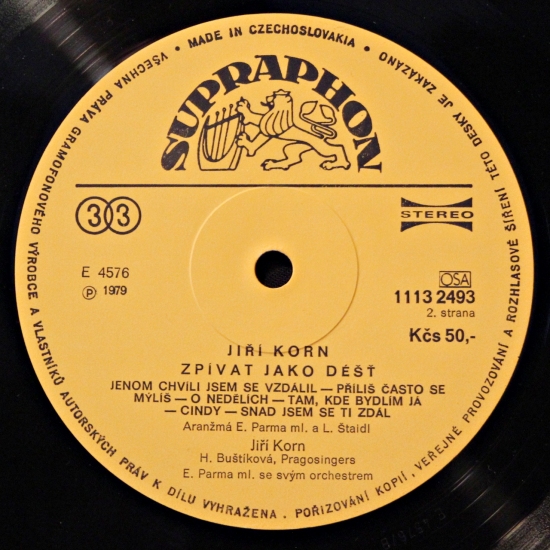 VŠECHNA PRÁVA GRAMOFONOVÉHO VÝROBCE A VLASTNÍKŮ AUTORSKÝCH PRÁV K DÍLU VYHRAŽENA. POŘIZOVÁNÍ KOPIÍ, VEŘEJNÉ PROVOZOVÁNÍ A ROZHLASOVÉ ŠÍŘENÍ TÉTO DESKY JE ZAKÁZÁNO
• MADE IN CZECHOSLOVAKIA •
SUPRAPHON
33
STEREO
E 4576
Ⓟ 1979
OSA
1113 2493
2. strana
Kčs 50,-
JIŘÍ KORN
ZPÍVAT JAKO DÉŠŤ
JENOM CHVÍLI JSEM SE VZDÁLIL — PŘÍLIŠ ČASTO SE
MÝLÍŠ — O NEDĚLÍCH — TAM, KDE BYDLÍM JÁ
— CINDY — SNAD JSEM SE TI ZDÁL
Aranžmá E. Parma ml. a L. Štaidl
Jiří Korn
H. Buštíková, Pragosingers
E. Parma ml. se svým orchestrem